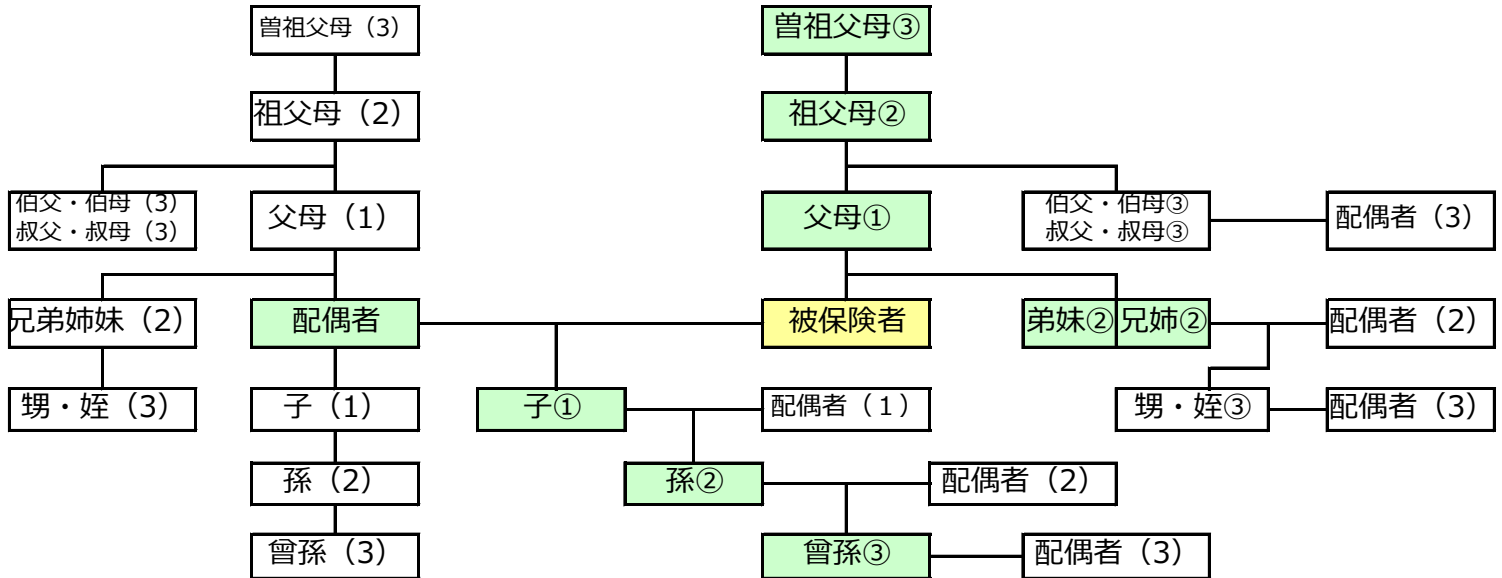 曽祖父母（3）
曽祖父母③
祖父母（2）
祖父母②
伯父・伯母（3）
叔父・叔母（3）
父母（1）
父母①
伯父・伯母③
叔父・叔母③
配偶者（3）
兄弟姉妹（2）
配偶者
被保険者
弟妹②
兄姉②
配偶者（2）
甥・姪（3）
子（1）
子①
配偶者（１）
甥・姪③
配偶者（3）
孫（2）
孫②
配偶者（2）
曾孫（3）
曾孫③
配偶者（3）